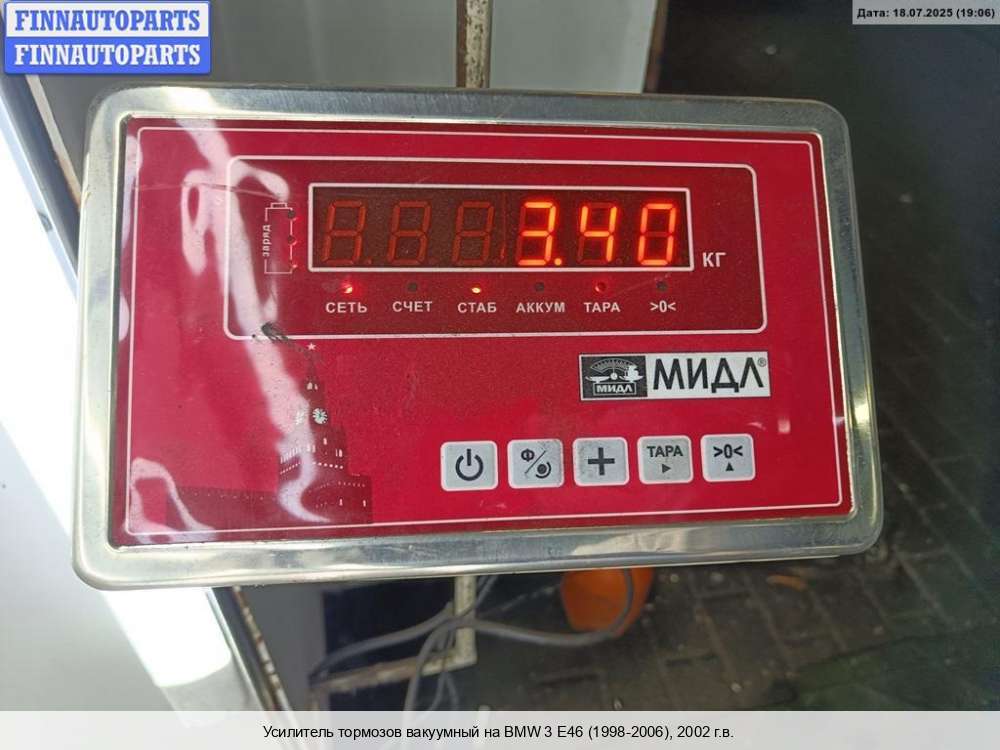 FINNAUTOPARTS
FINNAUTOPARTS
Дата: 18.07.2025 (19:06)
заряд
3.40
КГ
СЕТЬ СЧЕТ СТАБ АККУМ ТАРА >0<
МИДЛ МИДЛ®
Ф + ТАРА >0<
Усилитель тормозов вакуумный на BMW 3 E46 (1998-2006), 2002 г.в.